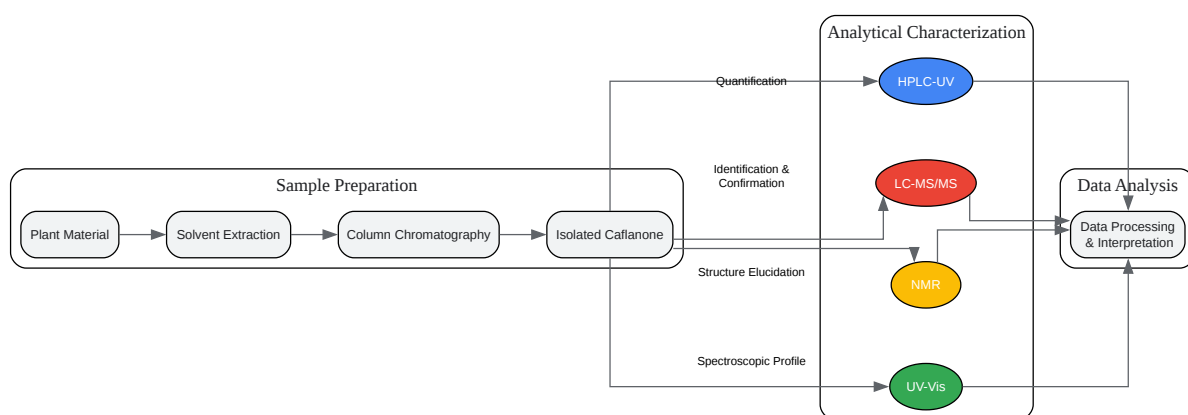 Analytical Characterization
Quantification
HPLC-UV
Identification &
Confirmation
LC-MS/MS
Sample Preparation
Data Analysis
Plant Material
Solvent Extraction
Column Chromatography
Isolated Caflanone
Data Processing
& Interpretation
Structure Elucidation
NMR
Spectroscopic Profile
UV-Vis